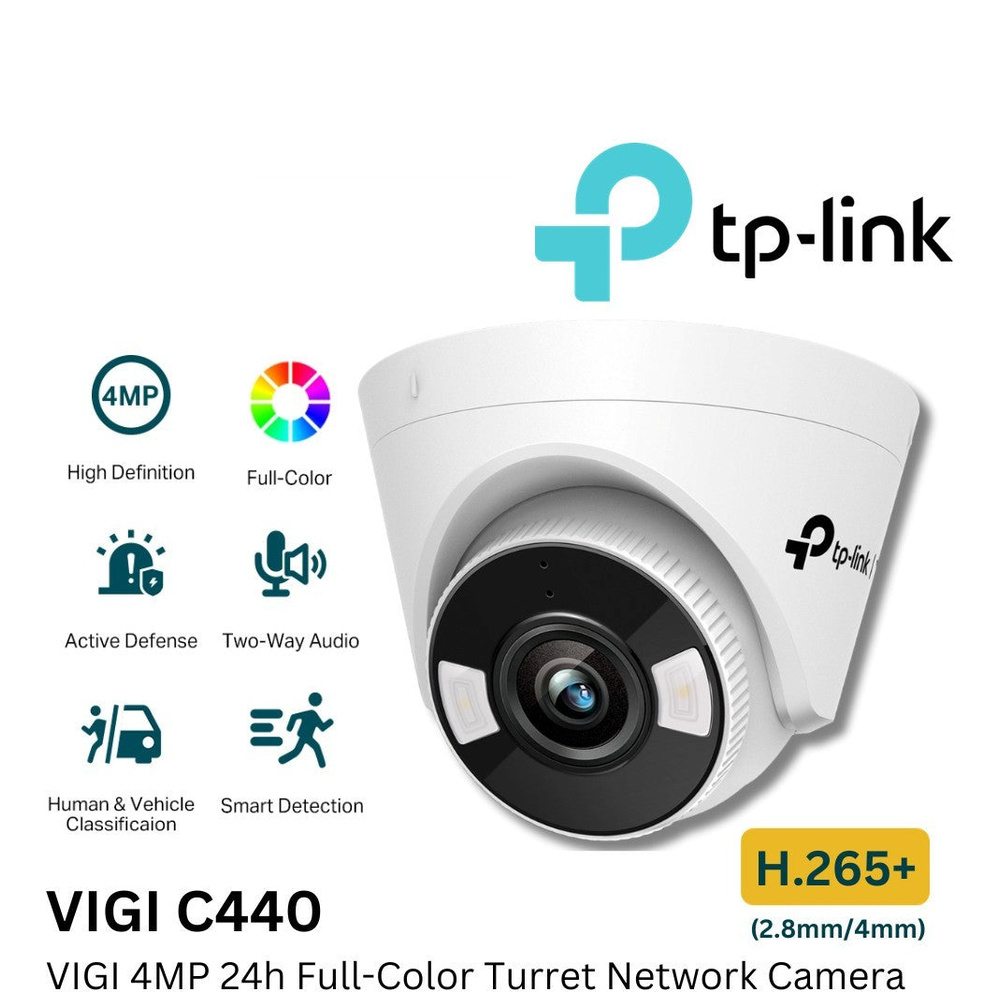 tp-link
4MP
High Definition
Full-Color
Active Defense
Two-Way Audio
Human & Vehicle
Classificaion
Smart Detection
tp-link
H.265+
(2.8mm/4mm)
VIGI C440
VIGI 4MP 24h Full-Color Turret Network Camera